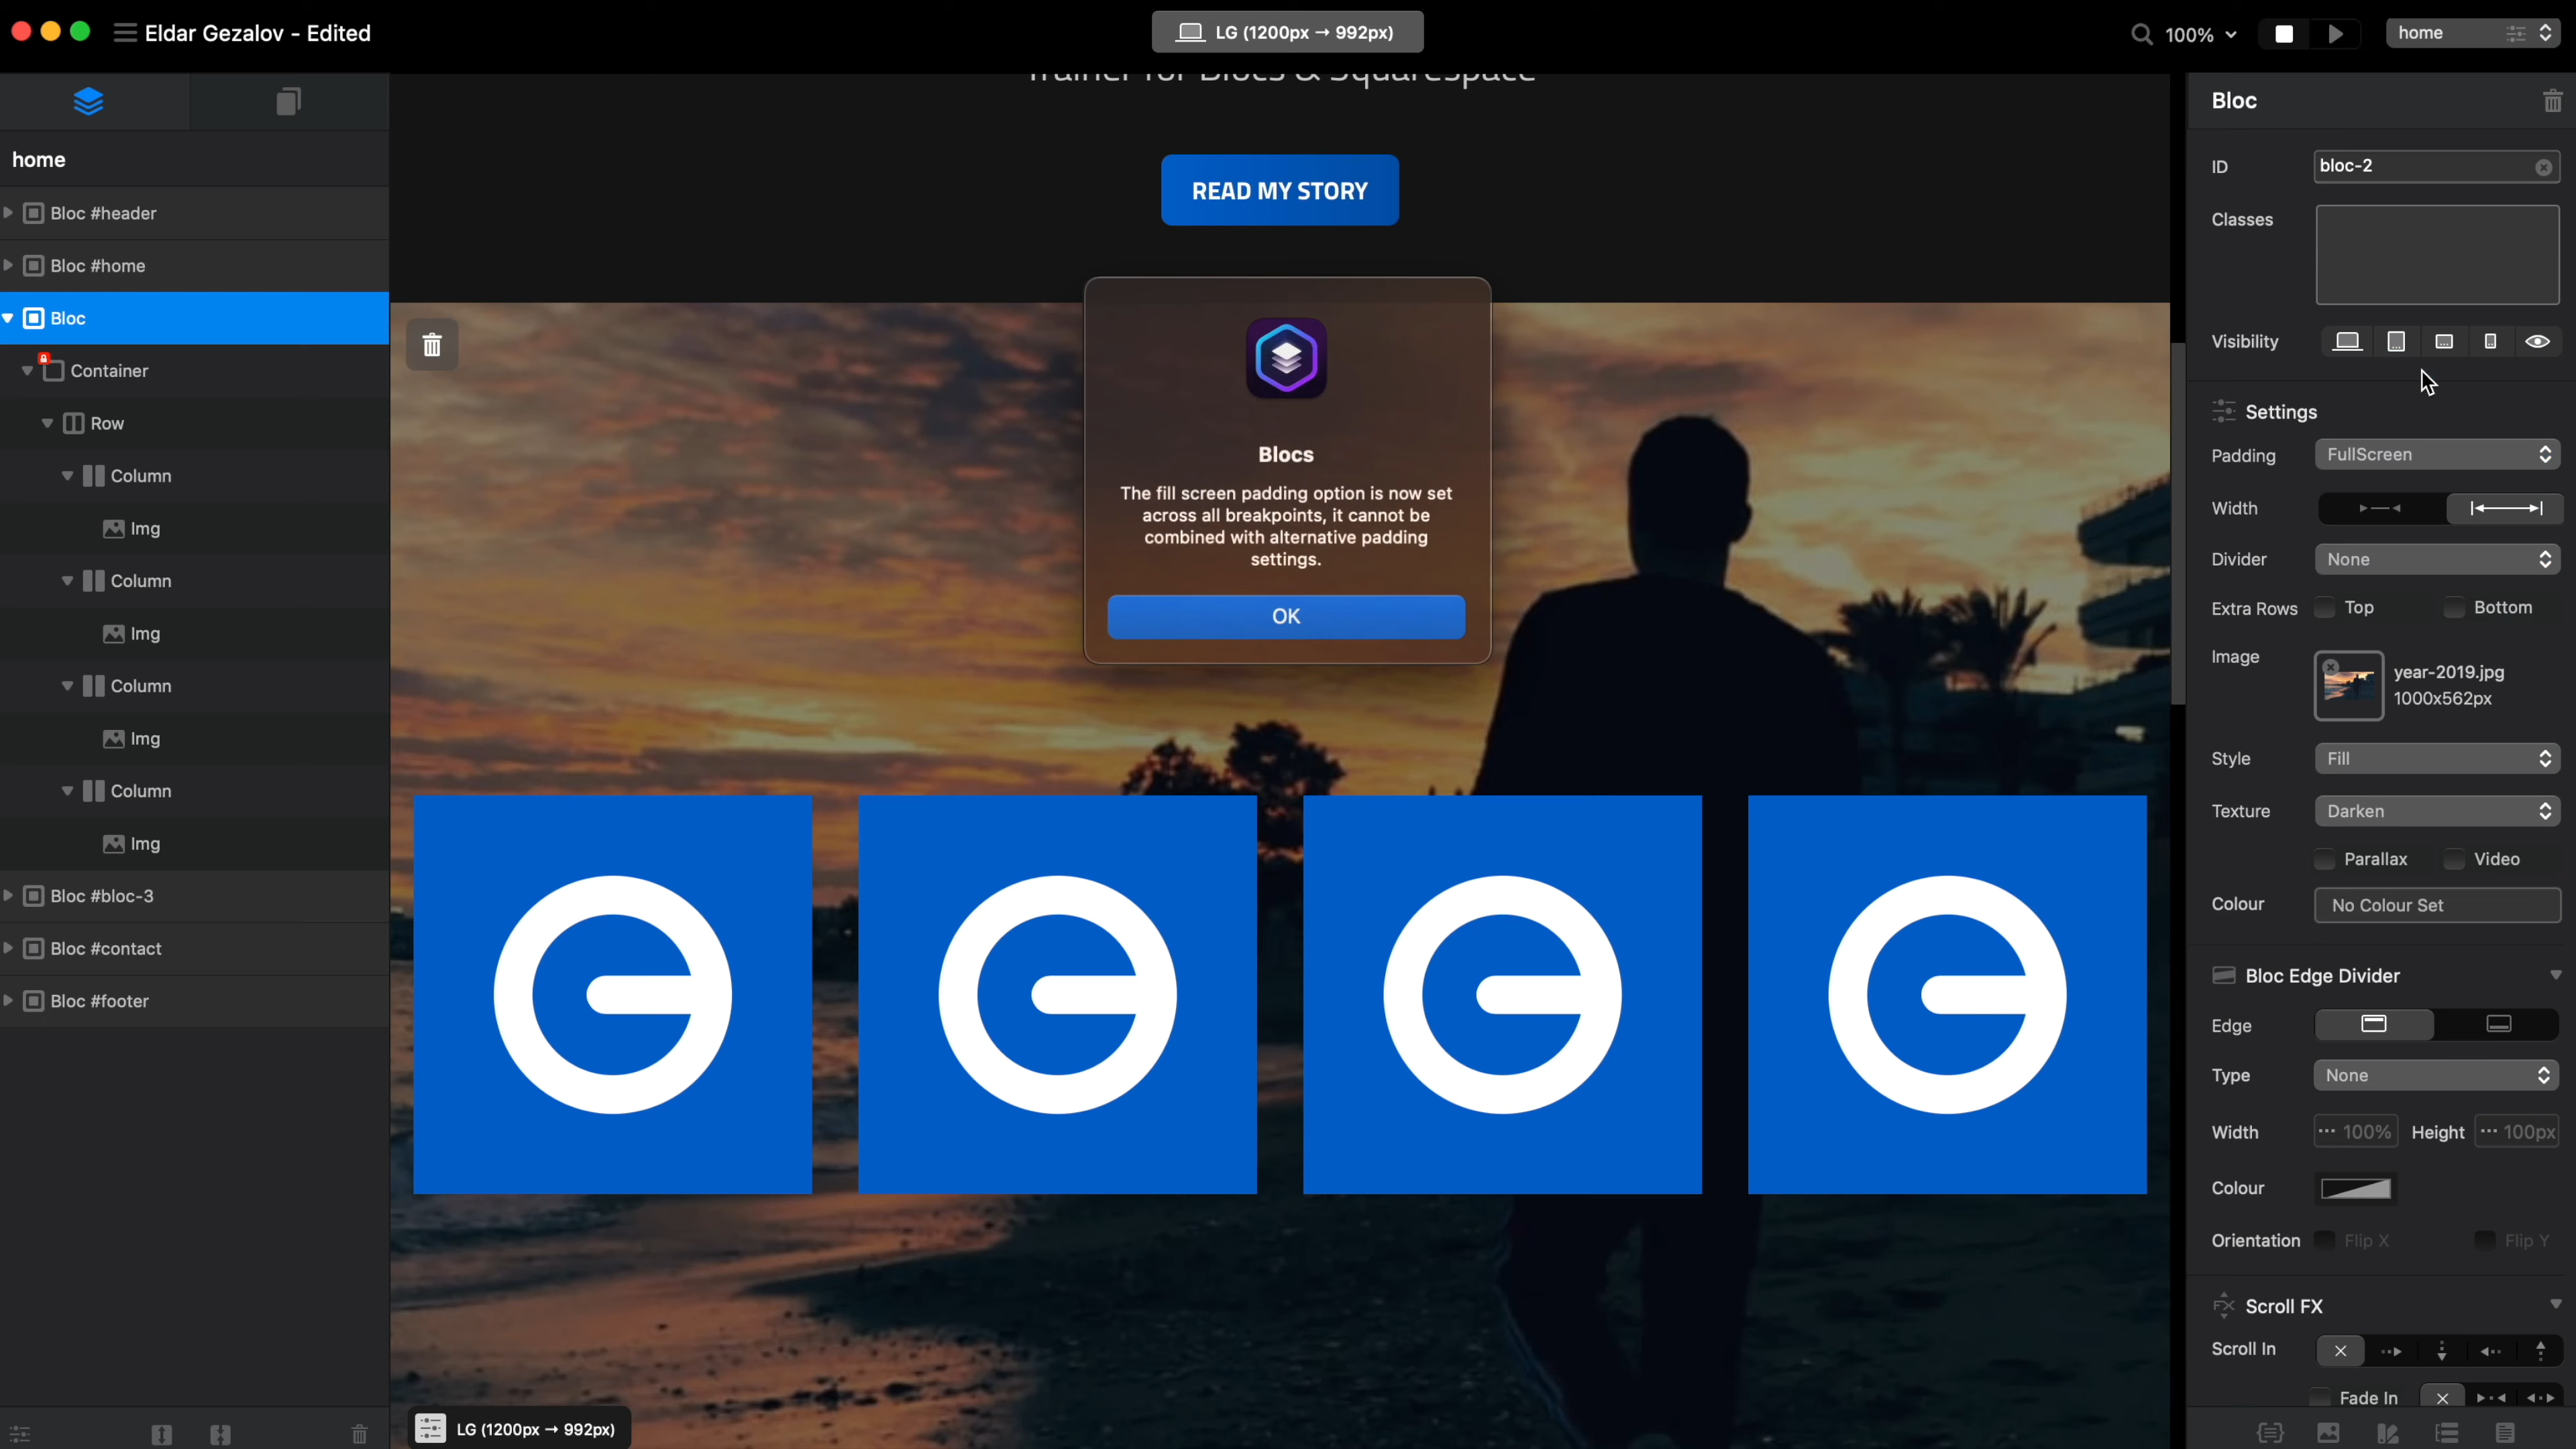 Eldar Gezalov - Edited
LG (1200px → 992px)
100%
home
home
Bloc #header
Bloc #home
Bloc
Container
Row
Column
Img
Column
Img
Column
Img
Column
Img
Bloc #bloc-3
Bloc #contact
Bloc #footer
Trainer for Blocs & Squarespace
READ MY STORY
Blocs
The fill screen padding option is now set
across all breakpoints, it cannot be
combined with alternative padding
settings.
OK
LG (1200px → 992px)
Bloc
ID bloc-2
Classes
Visibility
Settings
Padding FullScreen
Width
Divider None
Extra Rows Top Bottom
Image
year-2019.jpg
1000x562px
Style Fill
Texture Darken
Parallax Video
Colour No Colour Set
Bloc Edge Divider
Edge
Type None
Width 100% Height 100px
Colour
Orientation Flip X Flip Y
FX Scroll FX
Scroll In
Fade In